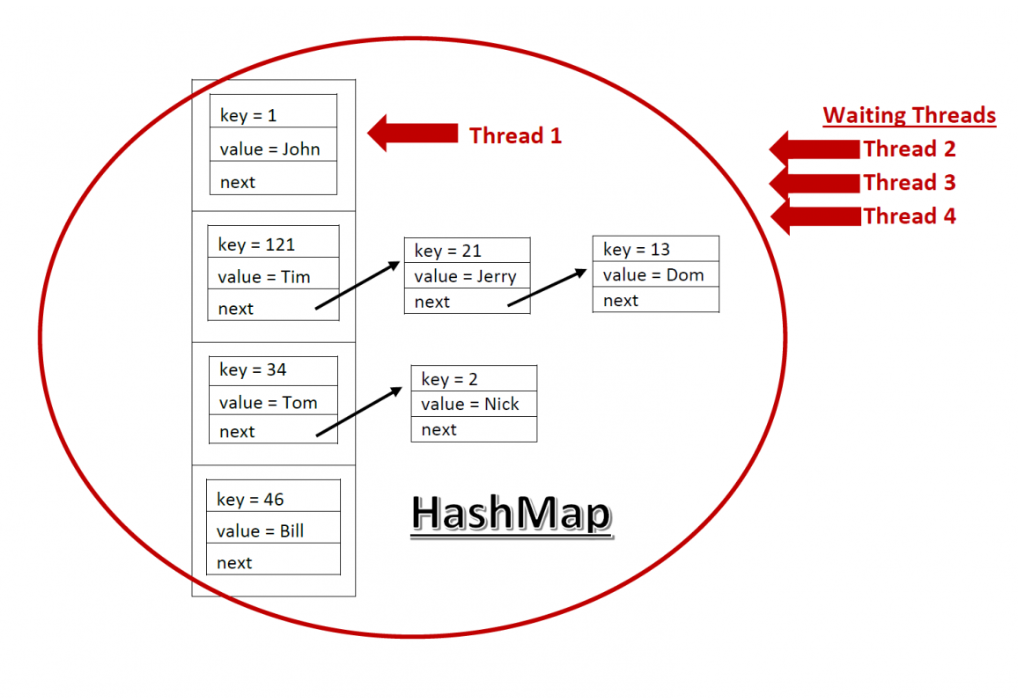 key = 1
value = John
next
Thread 1
Waiting Threads
Thread 2
Thread 3
Thread 4
key = 121
value = Tim
next
key = 21
value = Jerry
next
key = 13
value = Dom
next
key = 34
value = Tom
next
key = 2
value = Nick
next
key = 46
value = Bill
next
HashMap